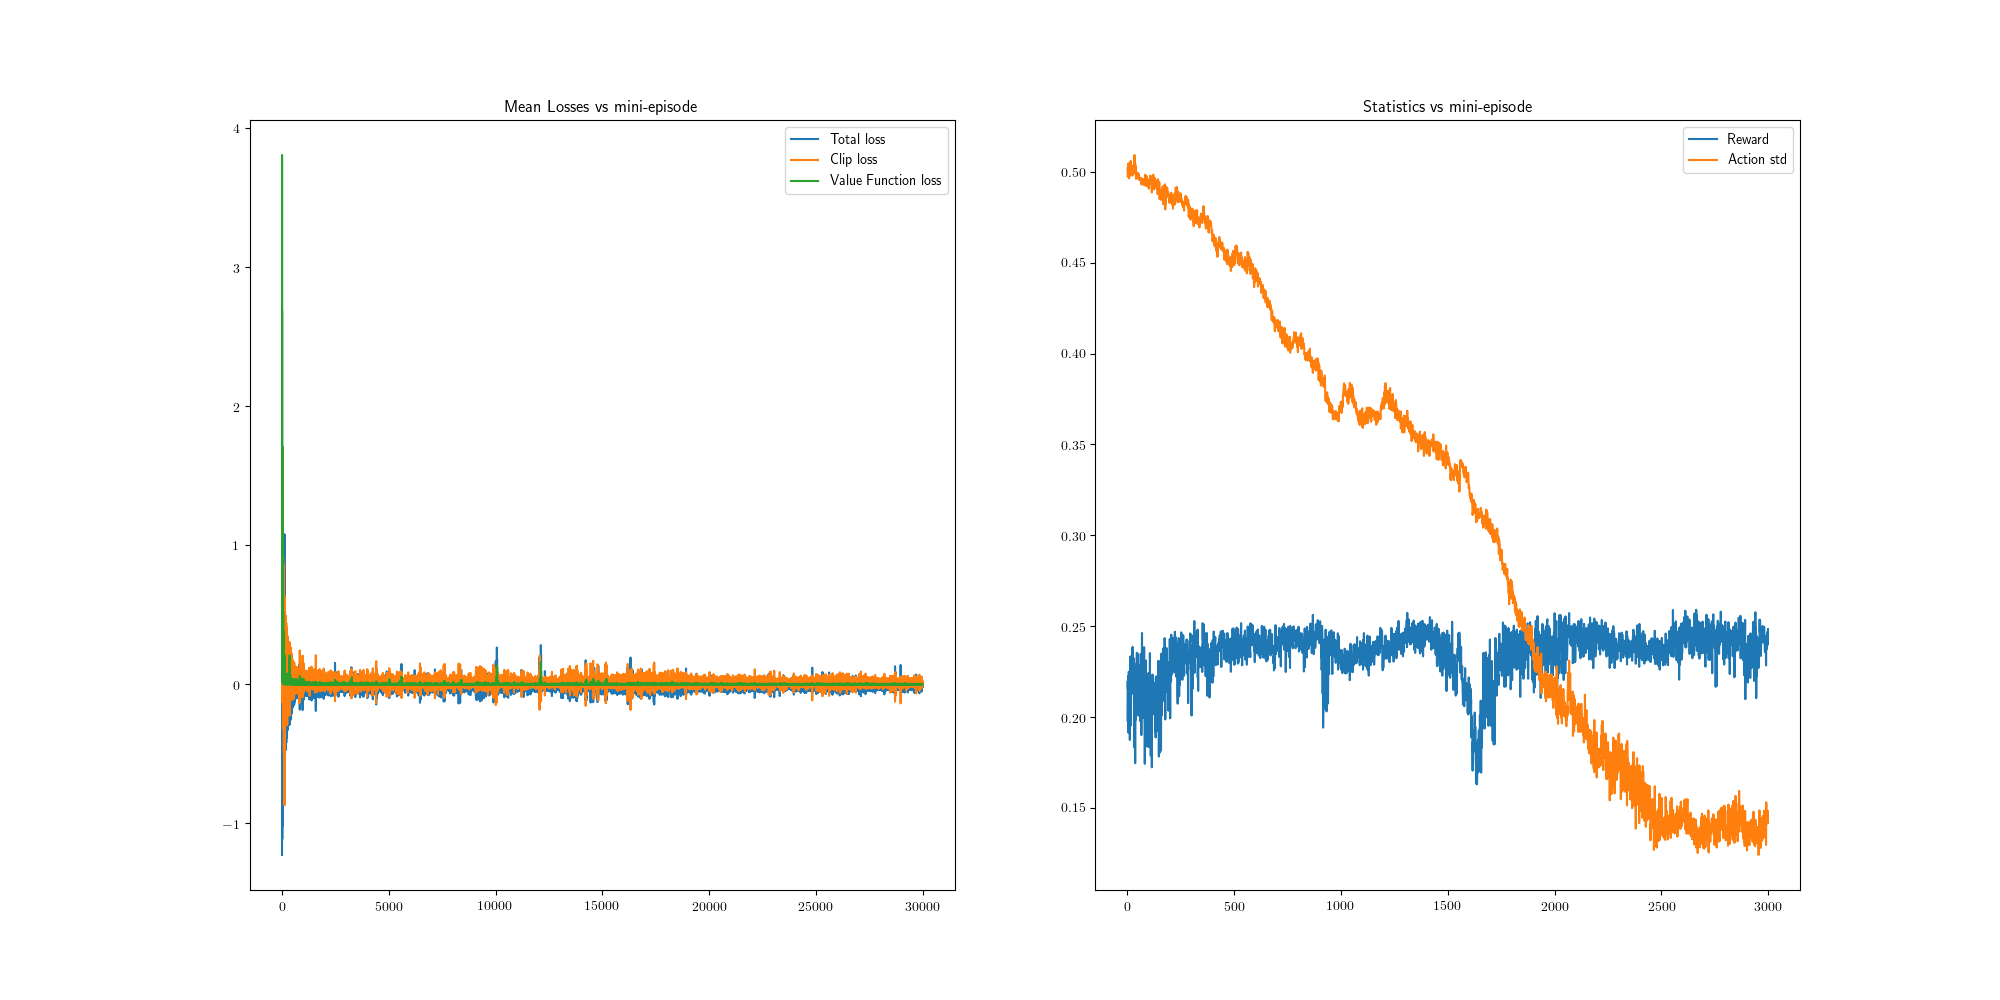 Mean Losses vs mini-episode
4
3
2
1
0
−1
0 5000 10000 15000 20000 25000 30000
Total loss
Clip loss
Value Function loss
Statistics vs mini-episode
0.50
0.45
0.40
0.35
0.30
0.25
0.20
0.15
0 500 1000 1500 2000 2500 3000
Reward
Action std